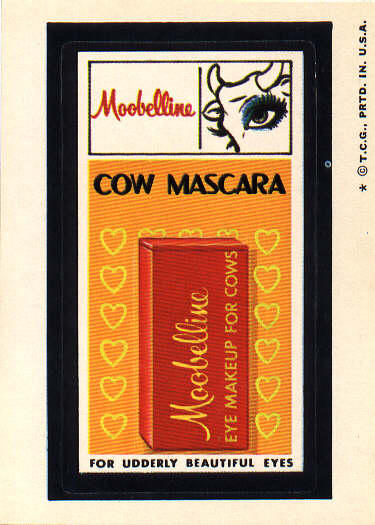 Moobelline
COW MASCARA
Moobelline
EYE MAKEUP FOR COWS
FOR UDDERLY BEAUTIFUL EYES
* © T.C.G., PRTD. IN U.S.A.